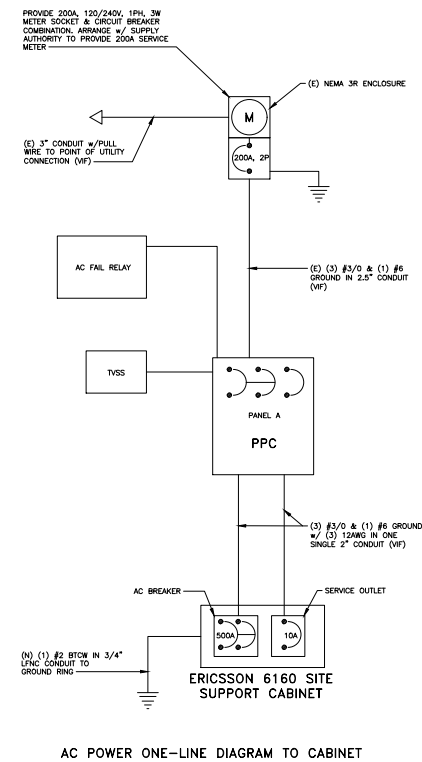 PROVIDE 200A, 120/240V, 1PH, 3W
METER SOCKET & CIRCUIT BREAKER
COMBINATION. ARRANGE w/ SUPPLY
AUTHORITY TO PROVIDE 200A SERVICE
METER
(E) NEMA 3R ENCLOSURE
M
(E) 3" CONDUIT w/PULL
WIRE TO POINT OF UTILITY
CONNECTION (VIF)
200A, 2P
AC FAIL RELAY
(E) (3) #3/0 & (1) #6
GROUND IN 2.5" CONDUIT
(VIF)
TVSS
PANEL A
PPC
(3) #3/0 & (1) #6 GROUND
w/ (3) 12AWG IN ONE
SINGLE 2" CONDUIT (VIF)
AC BREAKER
SERVICE OUTLET
500A
10A
(N) (1) #2 BTCW IN 3/4"
LFNC CONDUIT TO
GROUND RING
ERICSSON 6160 SITE
SUPPORT CABINET
AC POWER ONE-LINE DIAGRAM TO CABINET